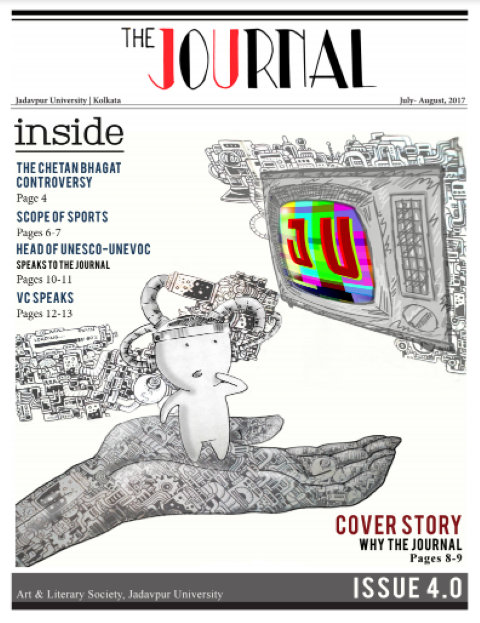 THE JOURNAL
Jadavpur University | Kolkata
July- August, 2017
inside
THE CHETAN BHAGAT
CONTROVERSY
Page 4
SCOPE OF SPORTS
Pages 6-7
HEAD OF UNESCO-UNEVOC
SPEAKS TO THE JOURNAL
Pages 10-11
VC SPEAKS
Pages 12-13
JU
COVER STORY
WHY THE JOURNAL
Pages 8-9
Art & Literary Society, Jadavpur University
ISSUE 4.0